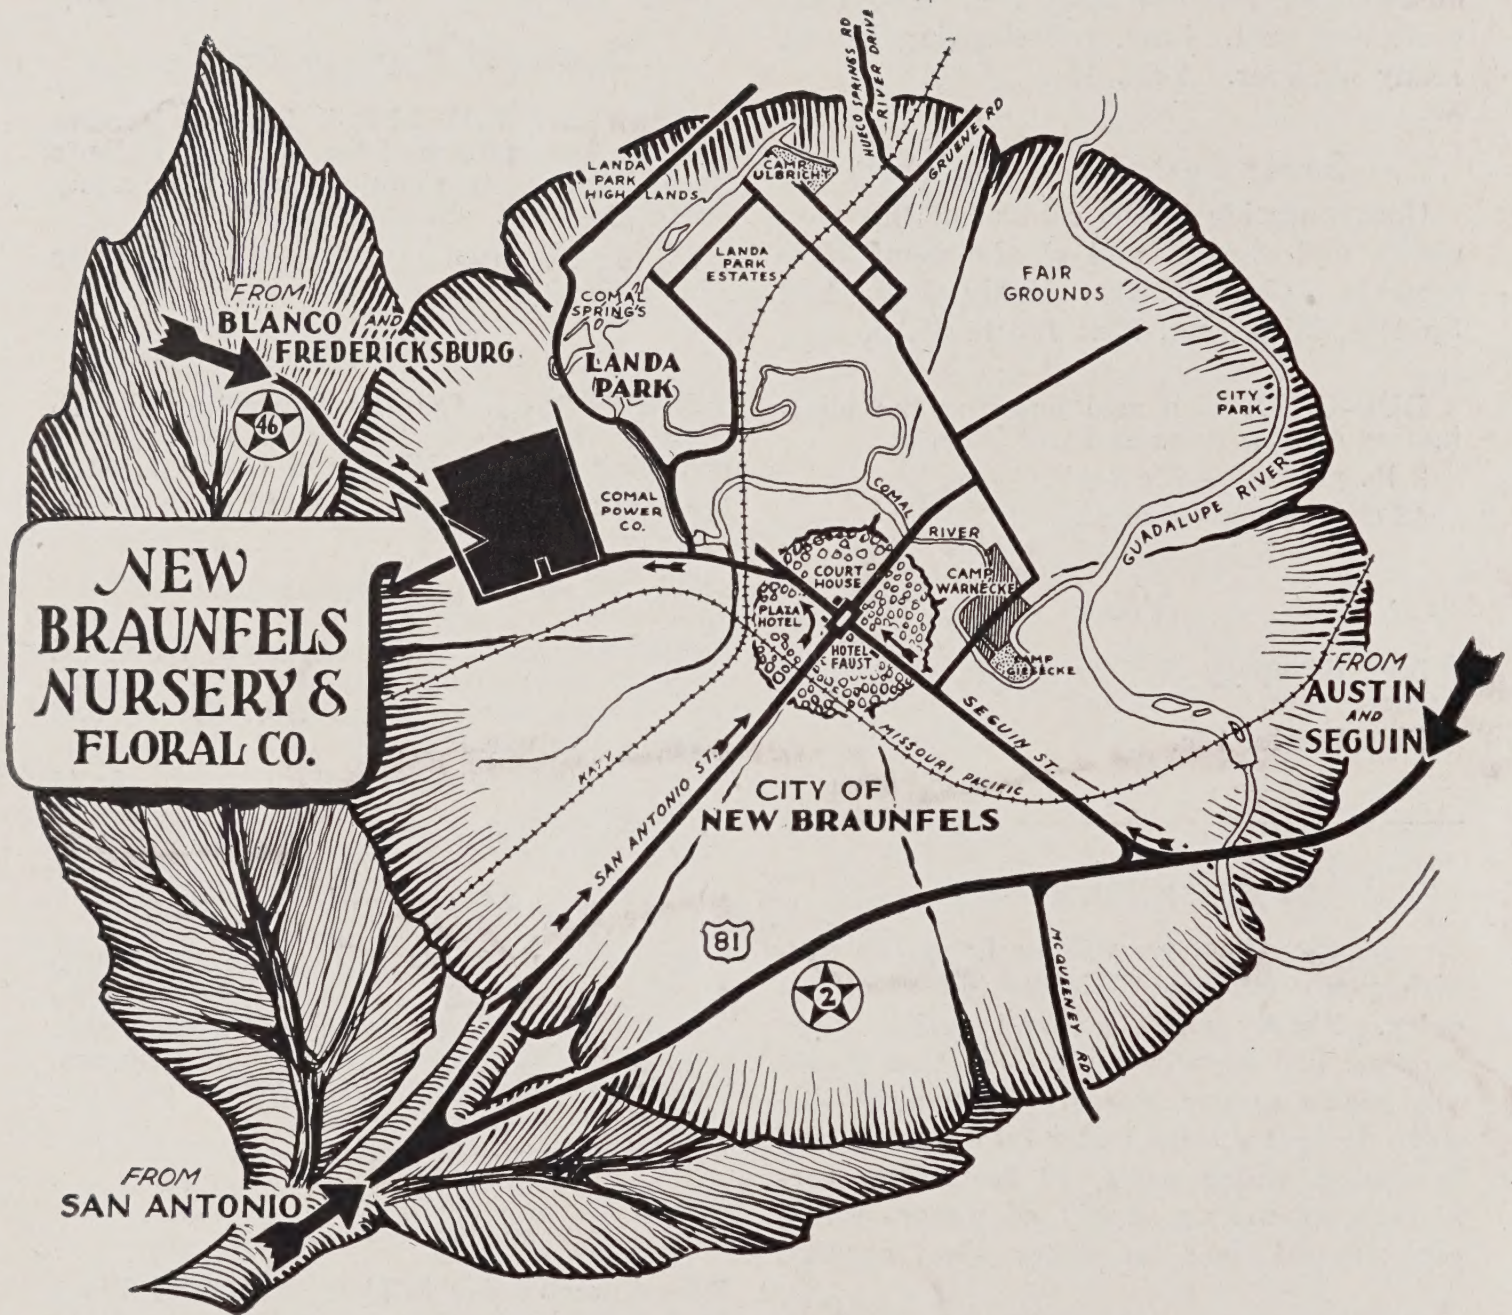 HUECO SPRINGS RD
RIVER DRIVE
GRUENE RD
LANDA
PARK
HIGHLANDS
CAMP
ULBRICHT
LANDA
PARK
ESTATES
FAIR
GROUNDS
FROM
BLANCO AND
FREDERICKSBURG
46
COMAL
SPRING'S
LANDA
PARK
CITY
PARK
GUADALUPE RIVER
COMAL
POWER
CO.
COMAL
RIVER
NEW
BRAUNFELS
NURSERY &
FLORAL CO.
COURT
HOUSE
CAMP
WARNECKE
PLAZA
HOTEL
HOTEL
FAUST
CAMP
GIESECKE
FROM
AUSTIN
AND
SEGUIN
SEGUIN ST.
MISSOURI PACIFIC
KATY
SAN ANTONIO ST.
CITY OF
NEW BRAUNFELS
81
2
MCQUEENEY RD
FROM
SAN ANTONIO